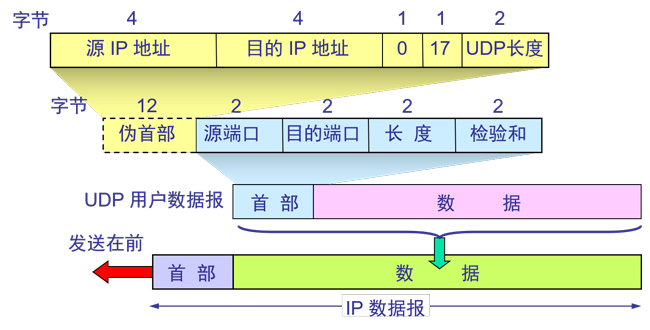 字节 4 4 1 1 2
源 IP 地址 目的 IP 地址 0 17 UDP长度
字节 12 2 2 2 2
伪首部 源端口 目的端口 长 度 检验和
UDP 用户数据报 首 部 数 据
发送在前
首 部 数 据
IP 数据报